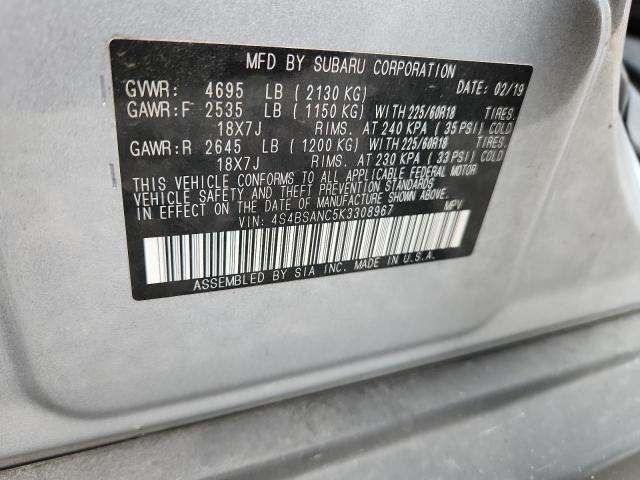 MFD BY SUBARU CORPORATION
GVWR: 4695 LB ( 2130 KG) DATE: 02/19
GAWR:F 2535 LB ( 1150 KG) WITH 225/60R18 TIRES,
18X7J RIMS, AT 240 KPA ( 35 PSI) COLD
GAWR:R 2645 LB ( 1200 KG) WITH 225/60R18 TIRES,
18X7J RIMS, AT 230 KPA ( 33 PSI) COLD
THIS VEHICLE CONFORMS TO ALL APPLICABLE FEDERAL MOTOR
VEHICLE SAFETY AND THEFT PREVENTION STANDARDS
IN EFFECT ON THE DATE OF MANUFACTURE SHOWN ABOVE.
VIN: 4S4BSANC5K3308967 MPV
ASSEMBLED BY SIA INC. MADE IN U.S.A.